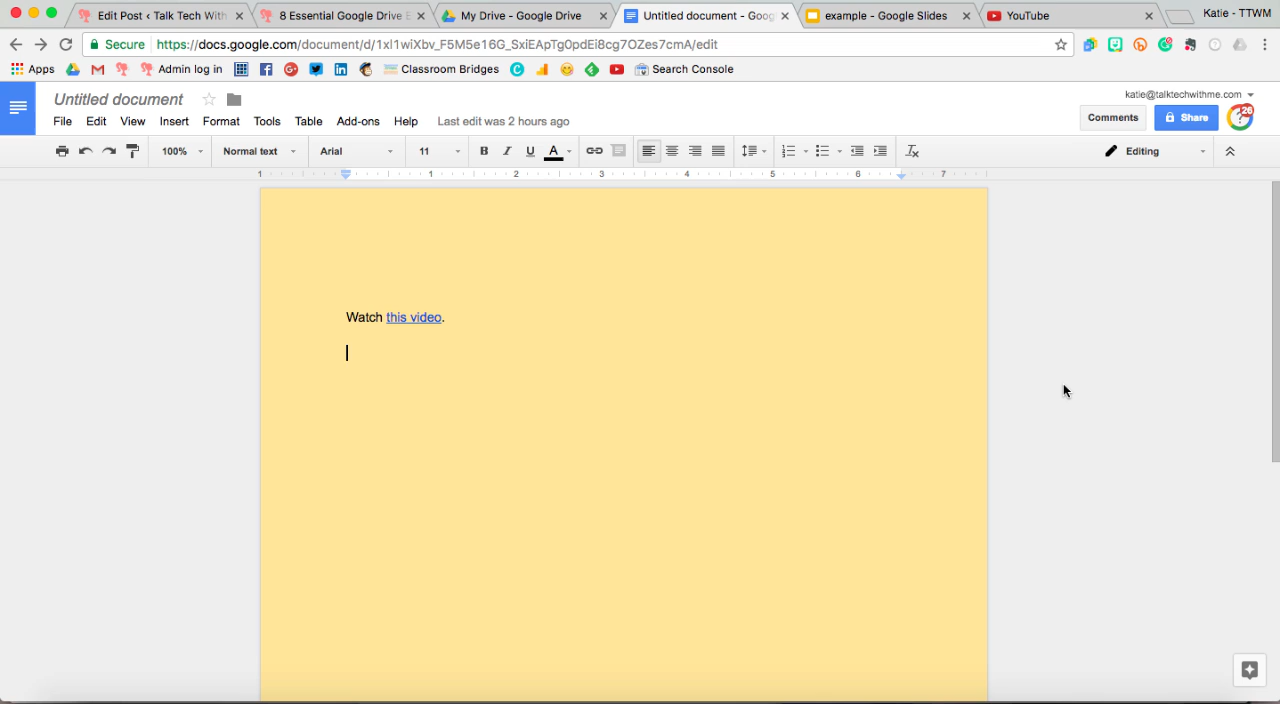 Edit Post ‹ Talk Tech With
8 Essential Google Drive E
My Drive - Google Drive
Untitled document - Goog
example - Google Slides
YouTube
Katie - TTWM
Secure
https://docs.google.com/document/d/1xl1wXbv_F5M5e16G_SxiEApTg0pdEi8cg7OZes7cmA/edit
Apps
Admin log in
Classroom Bridges
Search Console
Untitled document
katie@talktechwithme.com
File Edit View Insert Format Tools Table Add-ons Help Last edit was 2 hours ago
Comments
Share
26
100% Normal text Arial 11 B I U A Editing
1 1 2 3 4 5 6 7
Watch this video.